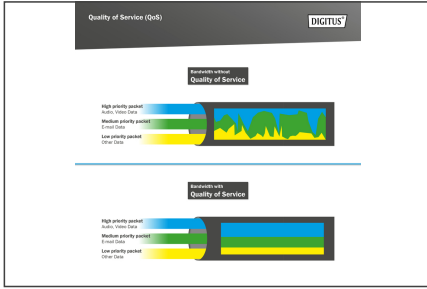 Quality of Service (QoS)
DIGITUS®
Bandwidth without
Quality of Service
High priority packet
Audio, Video Data
Medium priority packet
E-mail Data
Low priority packet
Other Data
Bandwidth with
Quality of Service
High priority packet
Audio, Video Data
Medium priority packet
E-mail Data
Low priority packet
Other Data